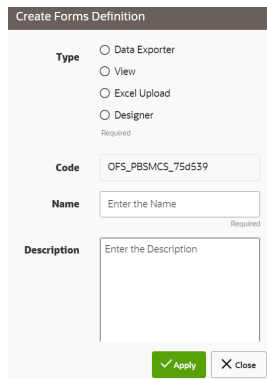 Create Forms Definition
Type
Data Exporter
View
Excel Upload
Designer
Required
Code
OFS_PBSMCS_75d539
Name
Enter the Name
Required
Description
Enter the Description
Apply
Close